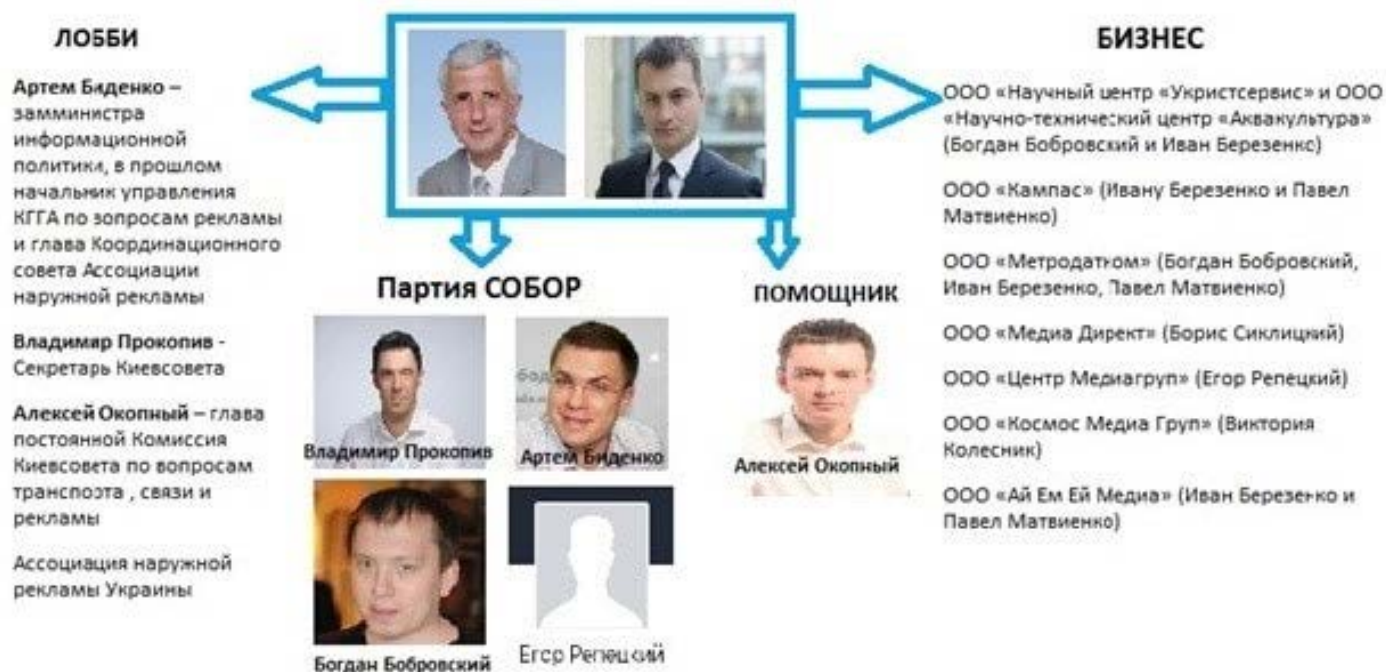 ЛОББИ
Артем Биденко –
замминистра
информационной
политики, в прошлом
начальник управления
КГГА по вопросам рекламы
и глава Координационного
совета Ассоциации
наружной рекламы
Владимир Прокопив -
Секретарь Киевсовета
Алексей Окопный – глава
постоянной Комиссия
Киевсовета по вопросам
транспорта , связи и
рекламы
Ассоциация наружной
рекламы Украины
Партия СОБОР
Владимир Прокопив
Артем Биденко
Богдан Бобровский
Егор Репецкий
ПОМОЩНИК
Алексей Окопный
БИЗНЕС
ООО «Научный центр «Укристсервис» и ООО
«Научно-технический центр «Аквакультура»
(Богдан Бобровский и Иван Березенко)
ООО «Кампас» (Ивану Березенко и Павел
Матвиенко)
ООО «Метродатком» (Богдан Бобровский,
Иван Березенко, Павел Матвиенко)
ООО «Медиа Директ» (Борис Сиклицкий)
ООО «Центр Медиагруп» (Егор Репецкий)
ООО «Космос Медиа Груп» (Виктория
Колесник)
ООО «Ай Ем Ей Медиа» (Иван Березенко и
Павел Матвиенко)